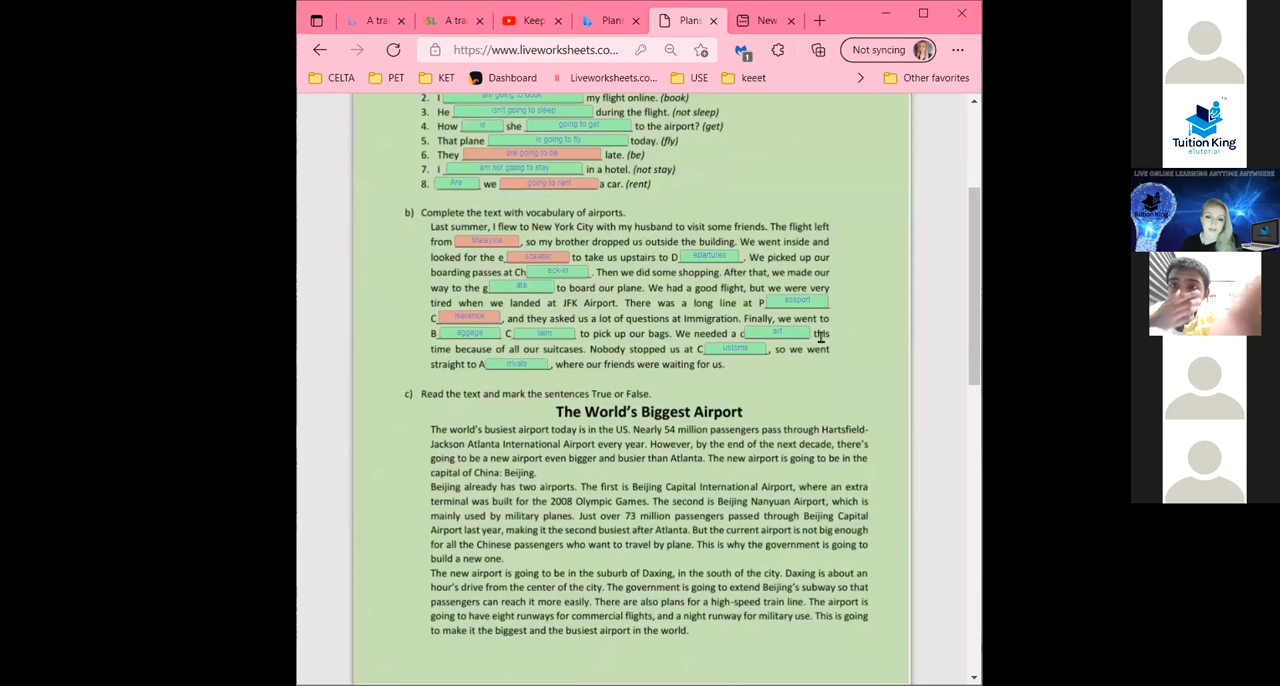 A tra
A tra
Keep
Plans
Plans
New
https://www.liveworksheets.co...
1
Not syncing
CELTA
PET
KET
Dashboard
Liveworksheets.co...
USE
keeet
Other favorites
2. I am going to book my flight online. (book)
3. He isn't going to sleep during the flight. (not sleep)
4. How is she going to get to the airport? (get)
5. That plane is going to fly today. (fly)
6. They are going to be late. (be)
7. I am not going to stay in a hotel. (not stay)
8. Are we going to rent a car. (rent)
b) Complete the text with vocabulary of airports.
Last summer, I flew to New York City with my husband to visit some friends. The flight left
from Malaysia, so my brother dropped us outside the building. We went inside and
looked for the e scalater to take us upstairs to D epartures. We picked up our
boarding passes at Ch eck-in. Then we did some shopping. After that, we made our
way to the g ate to board our plane. We had a good flight, but we were very
tired when we landed at JFK Airport. There was a long line at P assport
C learance, and they asked us a lot of questions at Immigration. Finally, we went to
B aggage C laim to pick up our bags. We needed a c art this
time because of all our suitcases. Nobody stopped us at C ustoms, so we went
straight to A rrivals, where our friends were waiting for us.
c) Read the text and mark the sentences True or False.
The World's Biggest Airport
The world's busiest airport today is in the US. Nearly 54 million passengers pass through Hartsfield-
Jackson Atlanta International Airport every year. However, by the end of the next decade, there's
going to be a new airport even bigger and busier than Atlanta. The new airport is going to be in the
capital of China: Beijing.
Beijing already has two airports. The first is Beijing Capital International Airport, where an extra
terminal was built for the 2008 Olympic Games. The second is Beijing Nanyuan Airport, which is
mainly used by military planes. Just over 73 million passengers passed through Beijing Capital
Airport last year, making it the second busiest after Atlanta. But the current airport is not big enough
for all the Chinese passengers who want to travel by plane. This is why the government is going to
build a new one.
The new airport is going to be in the suburb of Daxing, in the south of the city. Daxing is about an
hour's drive from the center of the city. The government is going to extend Beijing's subway so that
passengers can reach it more easily. There are also plans for a high-speed train line. The airport is
going to have eight runways for commercial flights, and a night runway for military use. This is going
to make it the biggest and the busiest airport in the world.
TM
Tuition King
eTutorial
LIVE ONLINE LEARNING ANYTIME ANYWHERE
Tuition King